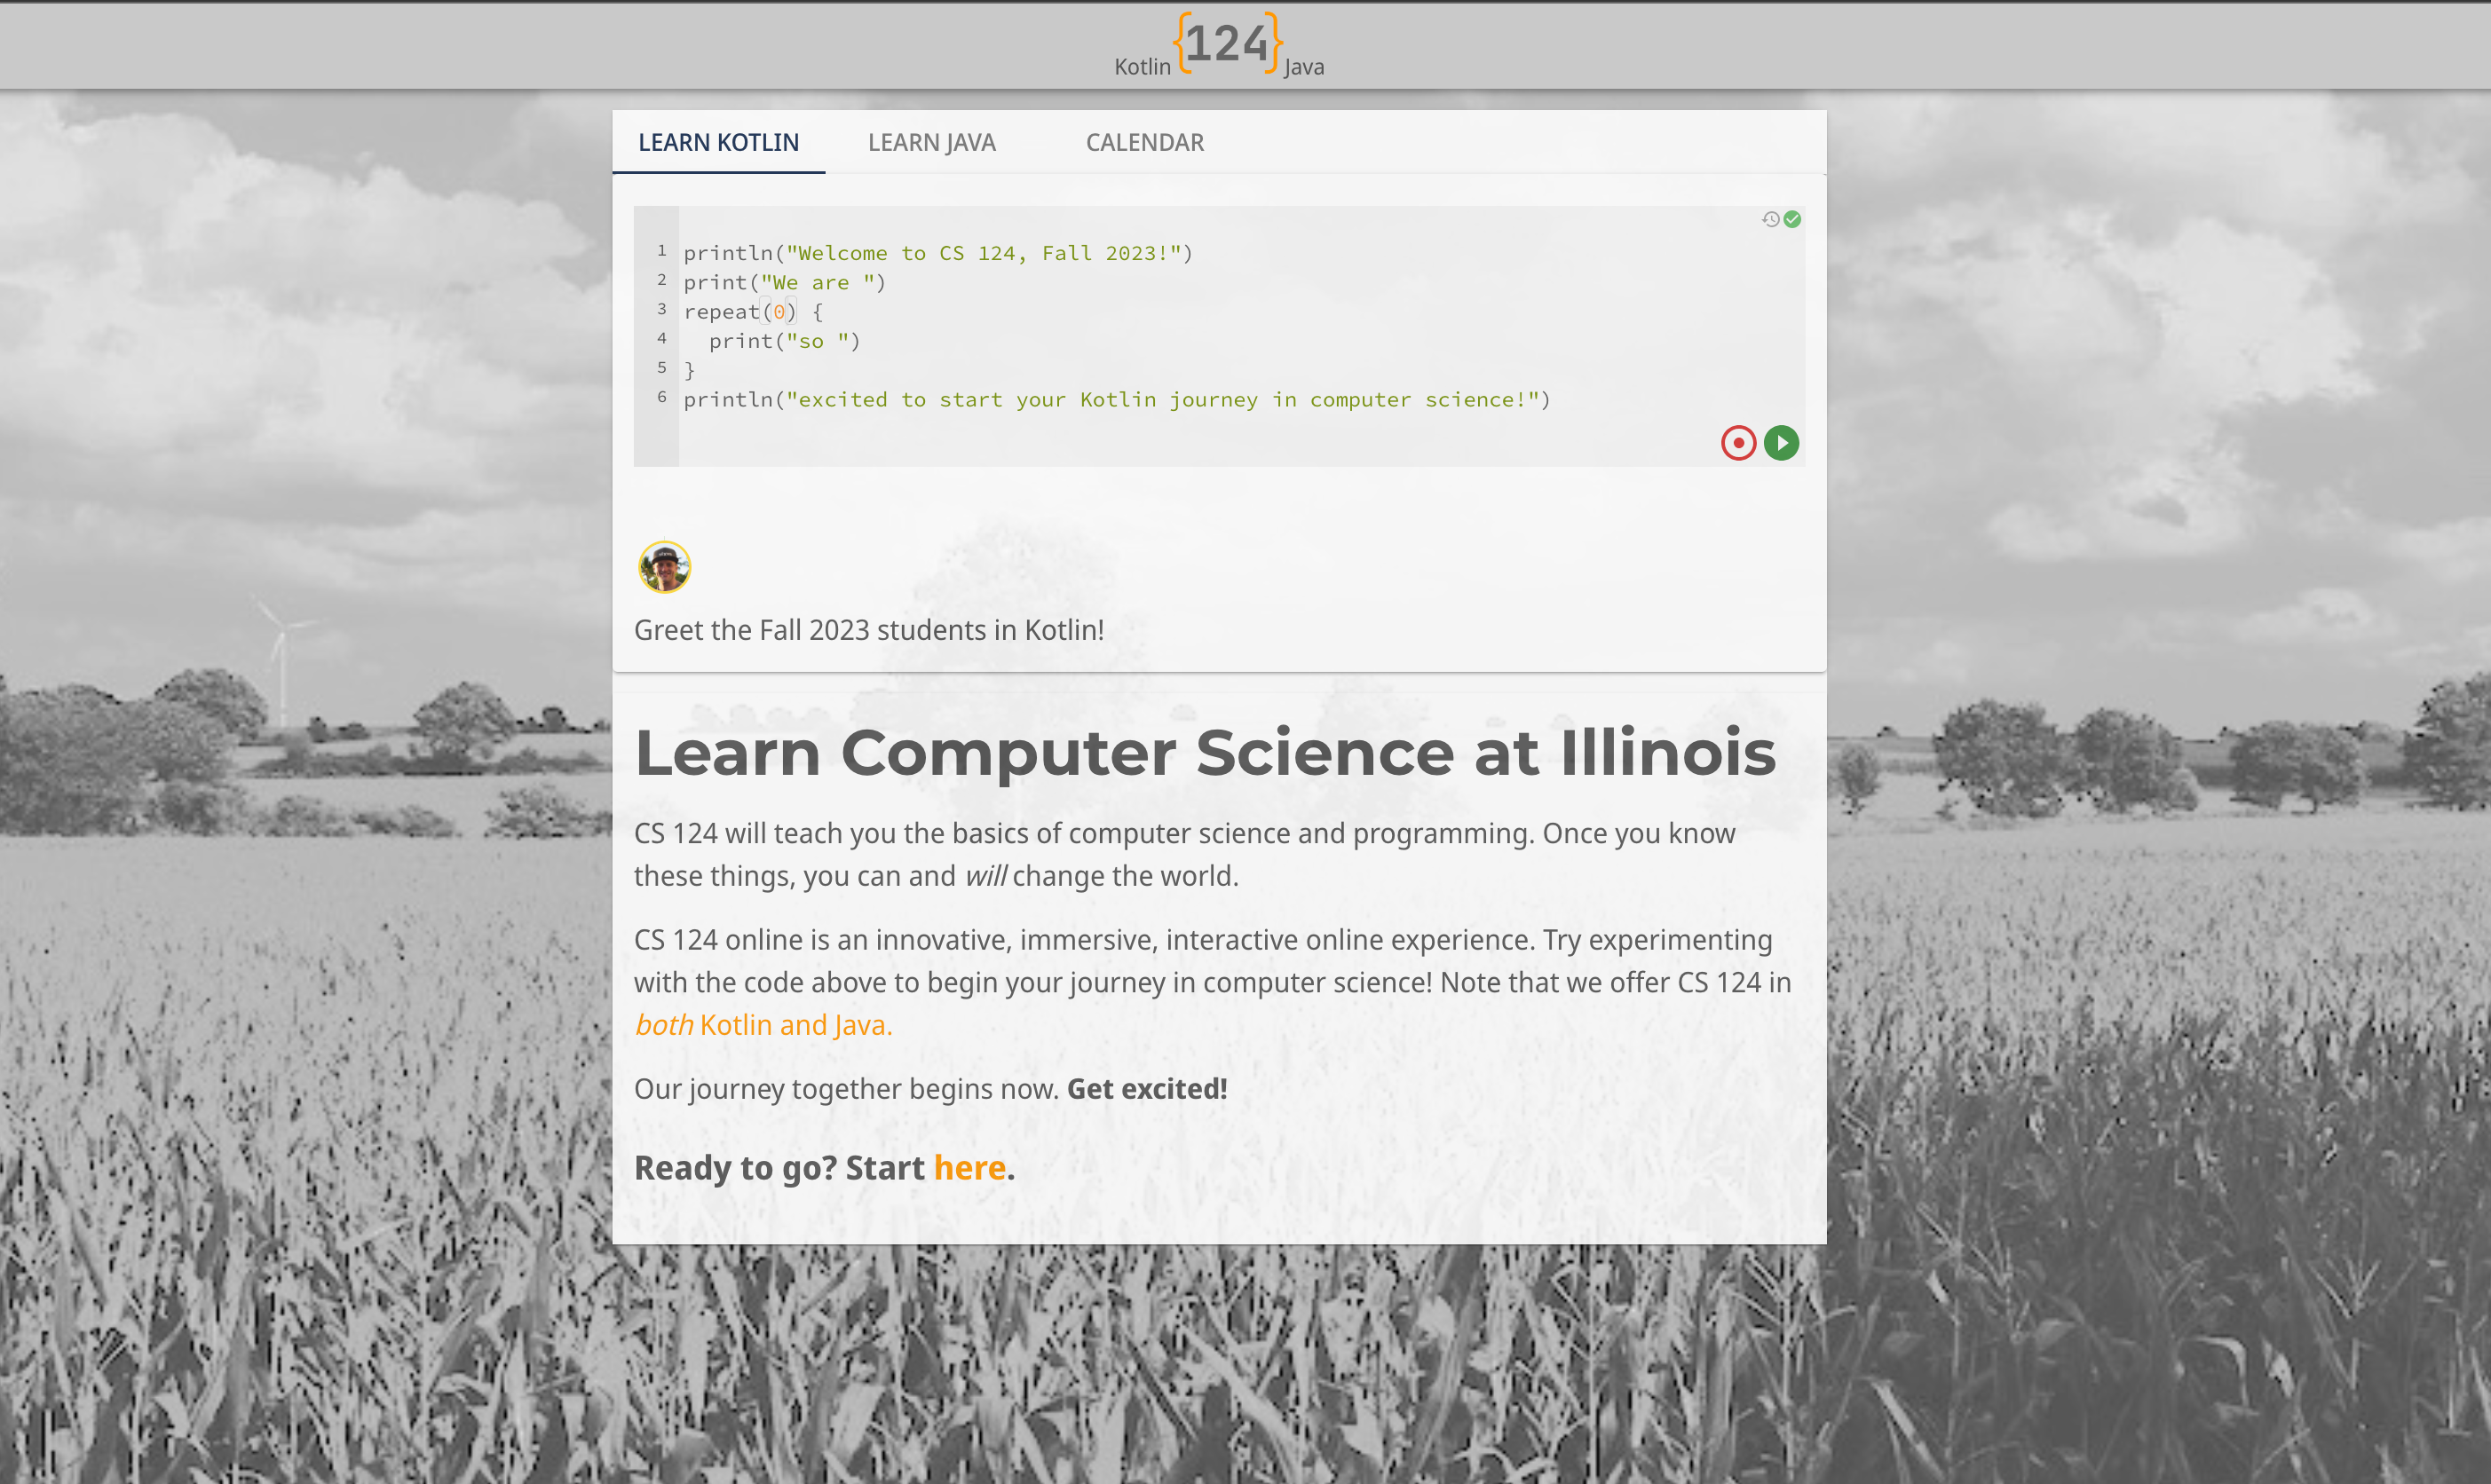 Kotlin {124} Java
LEARN KOTLIN LEARN JAVA CALENDAR
1 println("Welcome to CS 124, Fall 2023!")
2 print("We are ")
3 repeat(0) {
4   print("so ")
5 }
6 println("excited to start your Kotlin journey in computer science!")
Greet the Fall 2023 students in Kotlin!
Learn Computer Science at Illinois
CS 124 will teach you the basics of computer science and programming. Once you know
these things, you can and will change the world.
CS 124 online is an innovative, immersive, interactive online experience. Try experimenting
with the code above to begin your journey in computer science! Note that we offer CS 124 in
both Kotlin and Java.
Our journey together begins now. Get excited!
Ready to go? Start here.